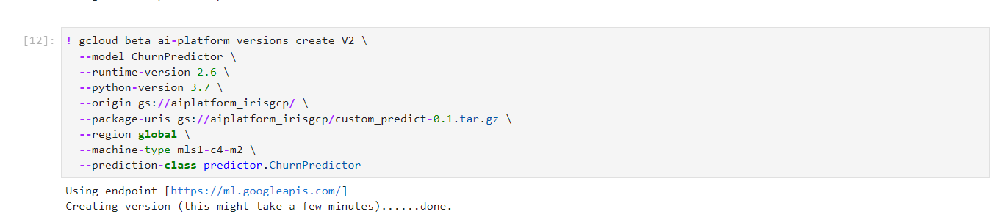 [12]: ! gcloud beta ai-platform versions create V2 \
--model ChurnPredictor \
--runtime-version 2.6 \
--python-version 3.7 \
--origin gs://aiplatform_irisgcp/ \
--package-uris gs://aiplatform_irisgcp/custom_predict-0.1.tar.gz \
--region global \
--machine-type mls1-c4-m2 \
--prediction-class predictor.ChurnPredictor
Using endpoint [https://ml.googleapis.com/]
Creating version (this might take a few minutes)......done.